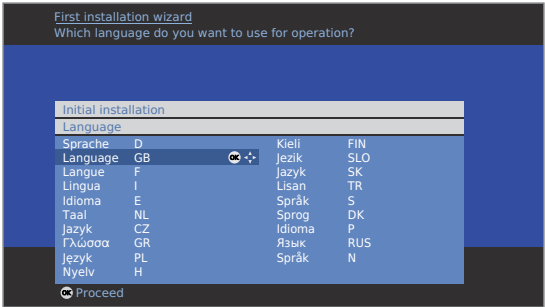 First installation wizard
Which language do you want to use for operation?
Initial installation
Language
Sprache D
Language GB OK
Langue F
Lingua I
Idioma E
Taal NL
Jazyk CZ
Γλώσσα GR
Język PL
Nyelv H
Kieli FIN
Jezik SLO
Jazyk SK
Lisan TR
Språk S
Sprog DK
Idioma P
Язык RUS
Språk N
OK Proceed